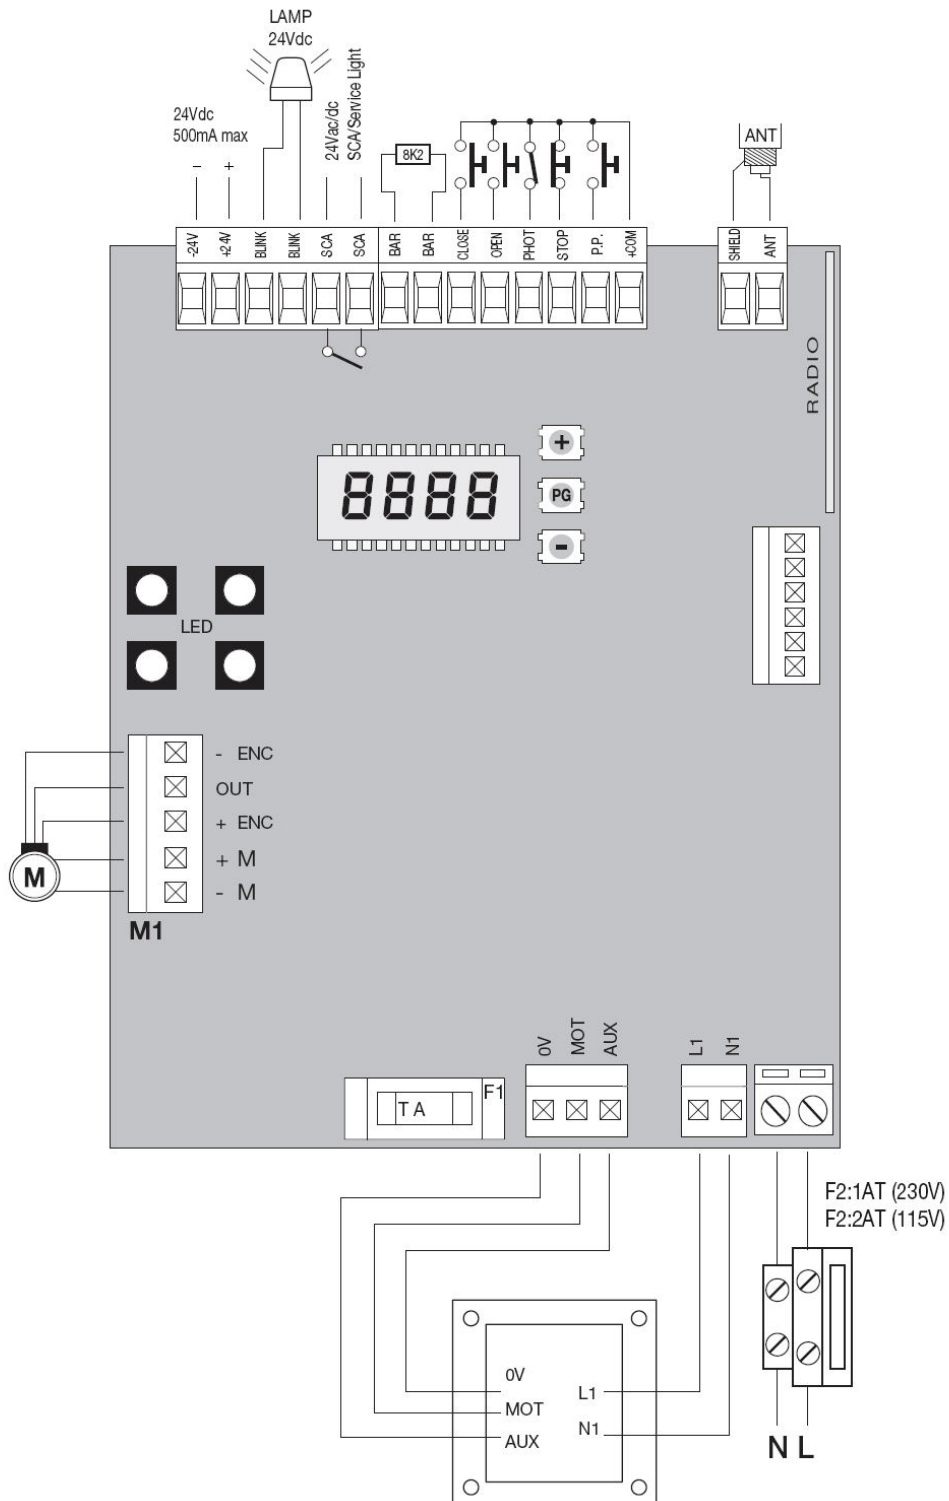 LAMP
24Vdc
24Vdc
500mA max
-
+
24Vac/dc
SCA/Service Light
8K2
ANT
-24V
+24V
BLINK
BLINK
SCA
SCA
BAR
BAR
CLOSE
OPEN
PHOT
STOP
P.P.
+COM
SHIELD
ANT
RADIO
+
8888
PG
-
LED
- ENC
OUT
+ ENC
+ M
- M
M
M1
0V
MOT
AUX
L1
N1
T A
F1
F2:1AT (230V)
F2:2AT (115V)
0V
MOT
AUX
L1
N1
N L